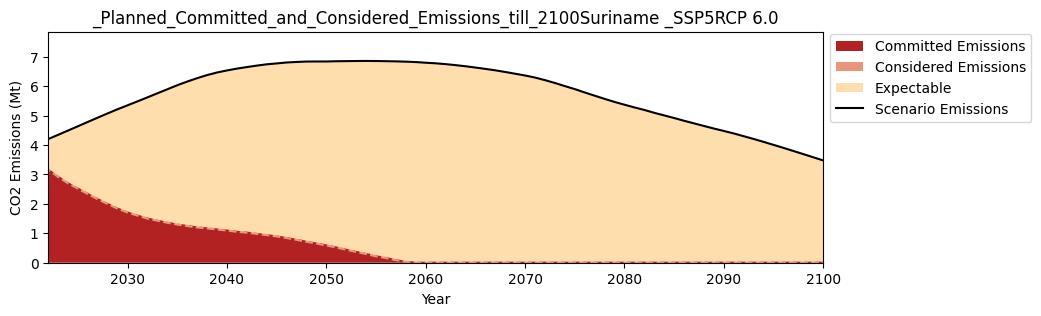 _Planned_Committed_and_Considered_Emissions_till_2100Suriname _SSP5RCP 6.0
7
6
5
4
3
2
1
0
CO2 Emissions (Mt)
2030 2040 2050 2060 2070 2080 2090 2100
Year
Committed Emissions
Considered Emissions
Expectable
Scenario Emissions